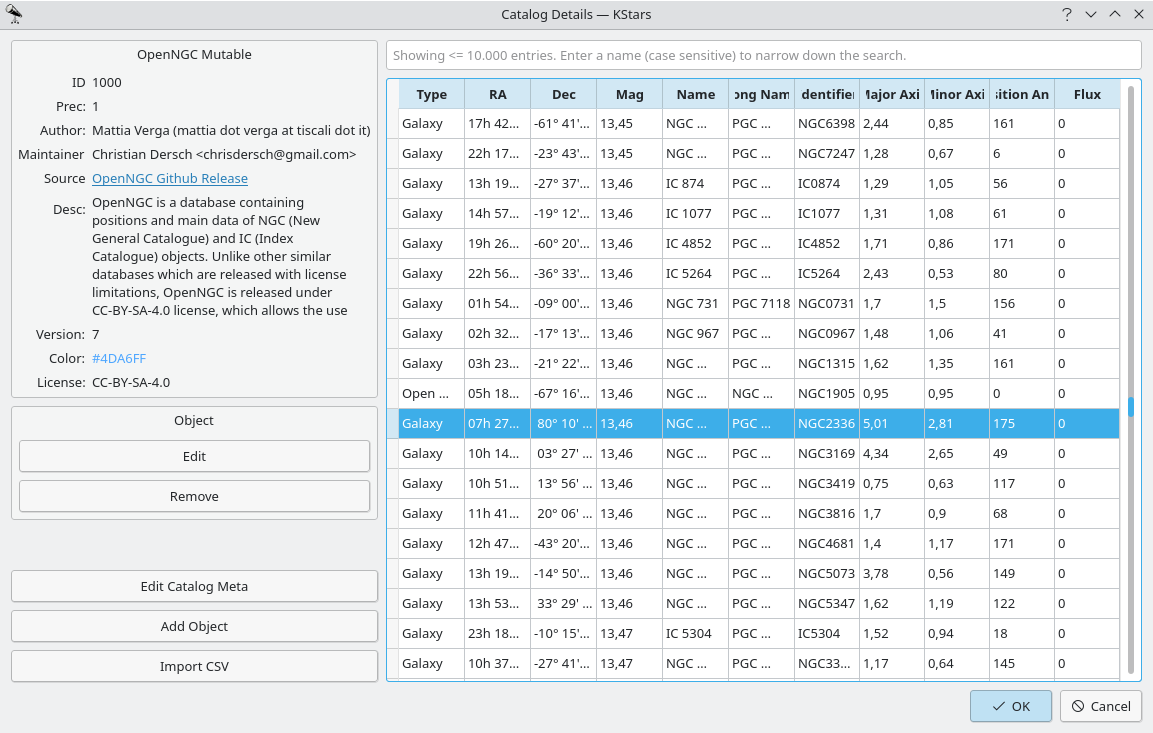 Catalog Details — KStars
OpenNGC Mutable
ID 1000
Prec: 1
Author: Mattia Verga (mattia dot verga at tiscali dot it)
Maintainer Christian Dersch <chrisdersch@gmail.com>
Source OpenNGC Github Release
Desc: OpenNGC is a database containing
positions and main data of NGC (New
General Catalogue) and IC (Index
Catalogue) objects. Unlike other similar
databases which are released with license
limitations, OpenNGC is released under
CC-BY-SA-4.0 license, which allows the use
Version: 7
Color: #4DA6FF
License: CC-BY-SA-4.0
Object
Edit
Remove
Edit Catalog Meta
Add Object
Import CSV
Showing <= 10.000 entries. Enter a name (case sensitive) to narrow down the search.
Type RA Dec Mag Name ong Nam dentifier Major Axi Minor Axi sition An Flux
Galaxy 17h 42... -61° 41'... 13,45 NGC ... PGC ... NGC6398 2,44 0,85 161 0
Galaxy 22h 17... -23° 43'... 13,45 NGC ... PGC ... NGC7247 1,28 0,67 6 0
Galaxy 13h 19... -27° 37'... 13,46 IC 874 PGC ... IC0874 1,29 1,05 56 0
Galaxy 14h 57... -19° 12'... 13,46 IC 1077 PGC ... IC1077 1,31 1,08 61 0
Galaxy 19h 26... -60° 20'... 13,46 IC 4852 PGC ... IC4852 1,71 0,86 171 0
Galaxy 22h 56... -36° 33'... 13,46 IC 5264 PGC ... IC5264 2,43 0,53 80 0
Galaxy 01h 54... -09° 00'... 13,46 NGC 731 PGC 7118 NGC0731 1,7 1,5 156 0
Galaxy 02h 32... -17° 13'... 13,46 NGC 967 PGC ... NGC0967 1,48 1,06 41 0
Galaxy 03h 23... -21° 22'... 13,46 NGC ... PGC ... NGC1315 1,62 1,35 161 0
Open ... 05h 18... -67° 16'... 13,46 NGC ... NGC ... NGC1905 0,95 0,95 0 0
Galaxy 07h 27... 80° 10' ... 13,46 NGC ... PGC ... NGC2336 5,01 2,81 175 0
Galaxy 10h 14... 03° 27' ... 13,46 NGC ... PGC ... NGC3169 4,34 2,65 49 0
Galaxy 10h 51... 13° 56' ... 13,46 NGC ... PGC ... NGC3419 0,75 0,63 117 0
Galaxy 11h 41... 20° 06' ... 13,46 NGC ... PGC ... NGC3816 1,7 0,9 68 0
Galaxy 12h 47... -43° 20'... 13,46 NGC ... PGC ... NGC4681 1,4 1,17 171 0
Galaxy 13h 19... -14° 50'... 13,46 NGC ... PGC ... NGC5073 3,78 0,56 149 0
Galaxy 13h 53... 33° 29' ... 13,46 NGC ... PGC ... NGC5347 1,62 1,19 122 0
Galaxy 23h 18... -10° 15'... 13,47 IC 5304 PGC ... IC5304 1,52 0,94 18 0
Galaxy 10h 37... -27° 41'... 13,47 NGC ... PGC ... NGC33... 1,17 0,64 145 0
OK Cancel